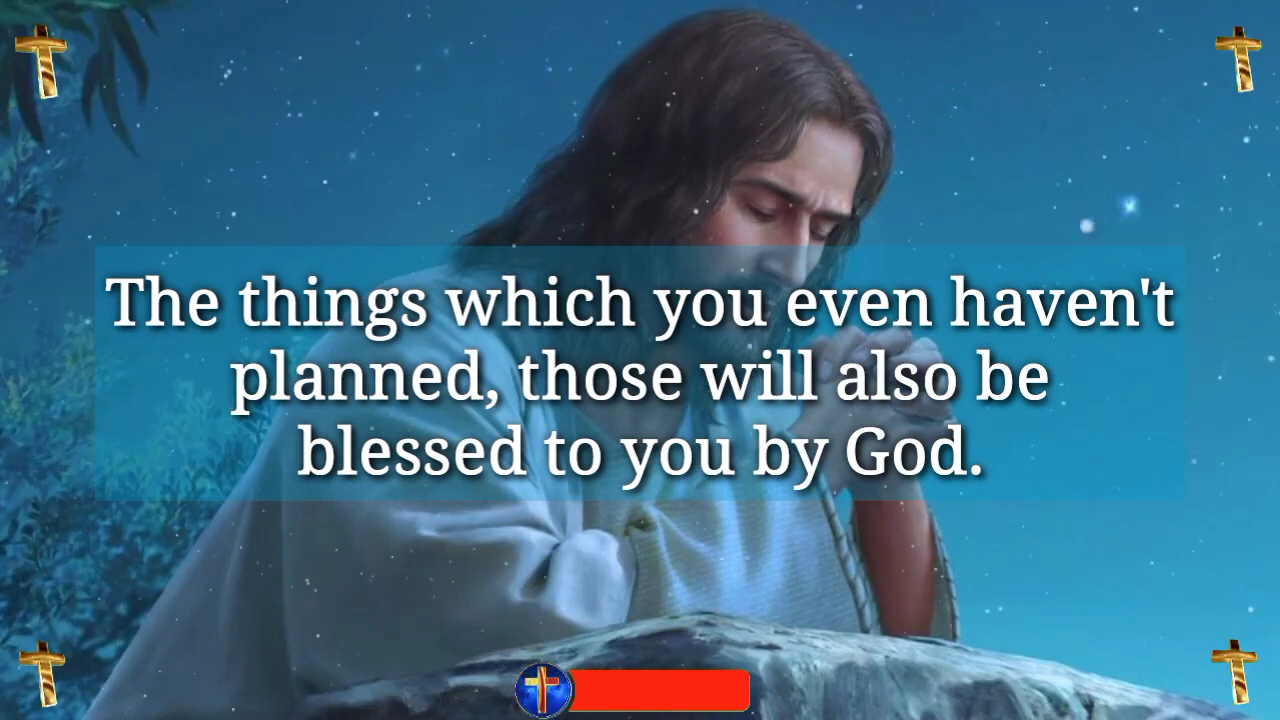 The things which you even haven't
planned, those will also be
blessed to you by God.